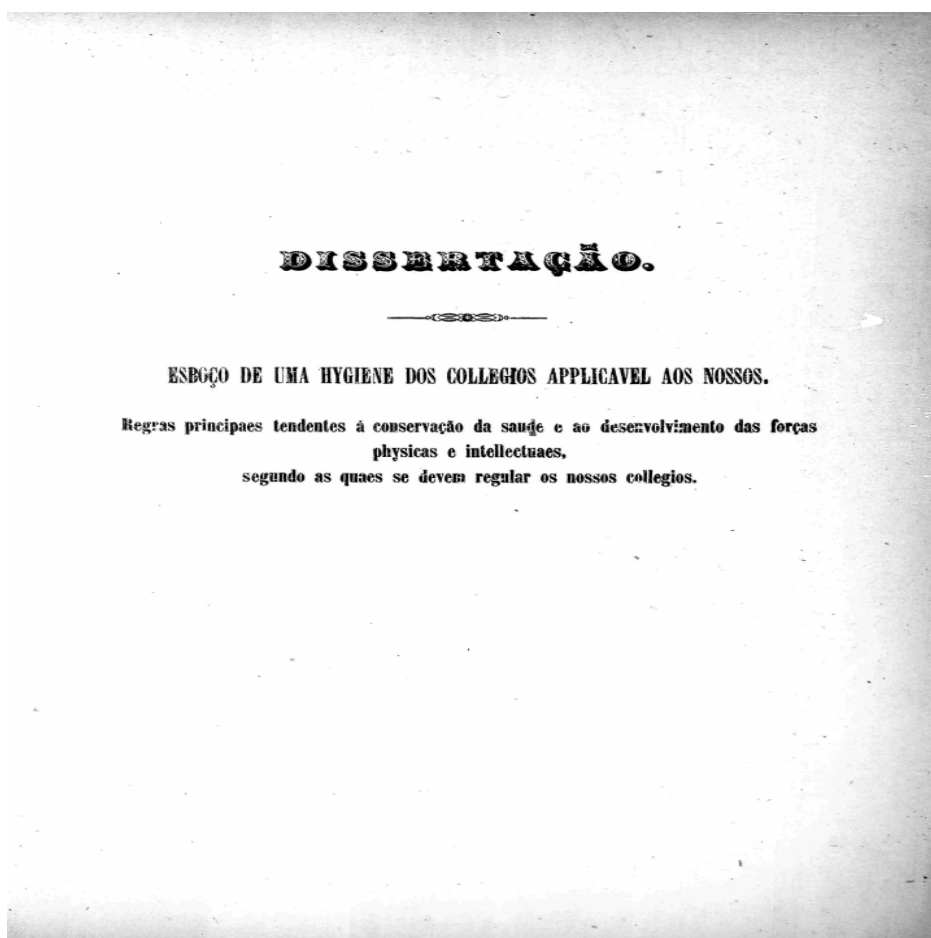 DISSERTAÇÃO.
ESBOÇO DE UMA HYGIENE DOS COLLEGIOS APPLICAVEL AOS NOSSOS.
Regras principaes tendentes á conservação da saude e ao desenvolvimento das forças
physicas e intellectuaes,
segundo as quaes se devem regular os nossos collegios.